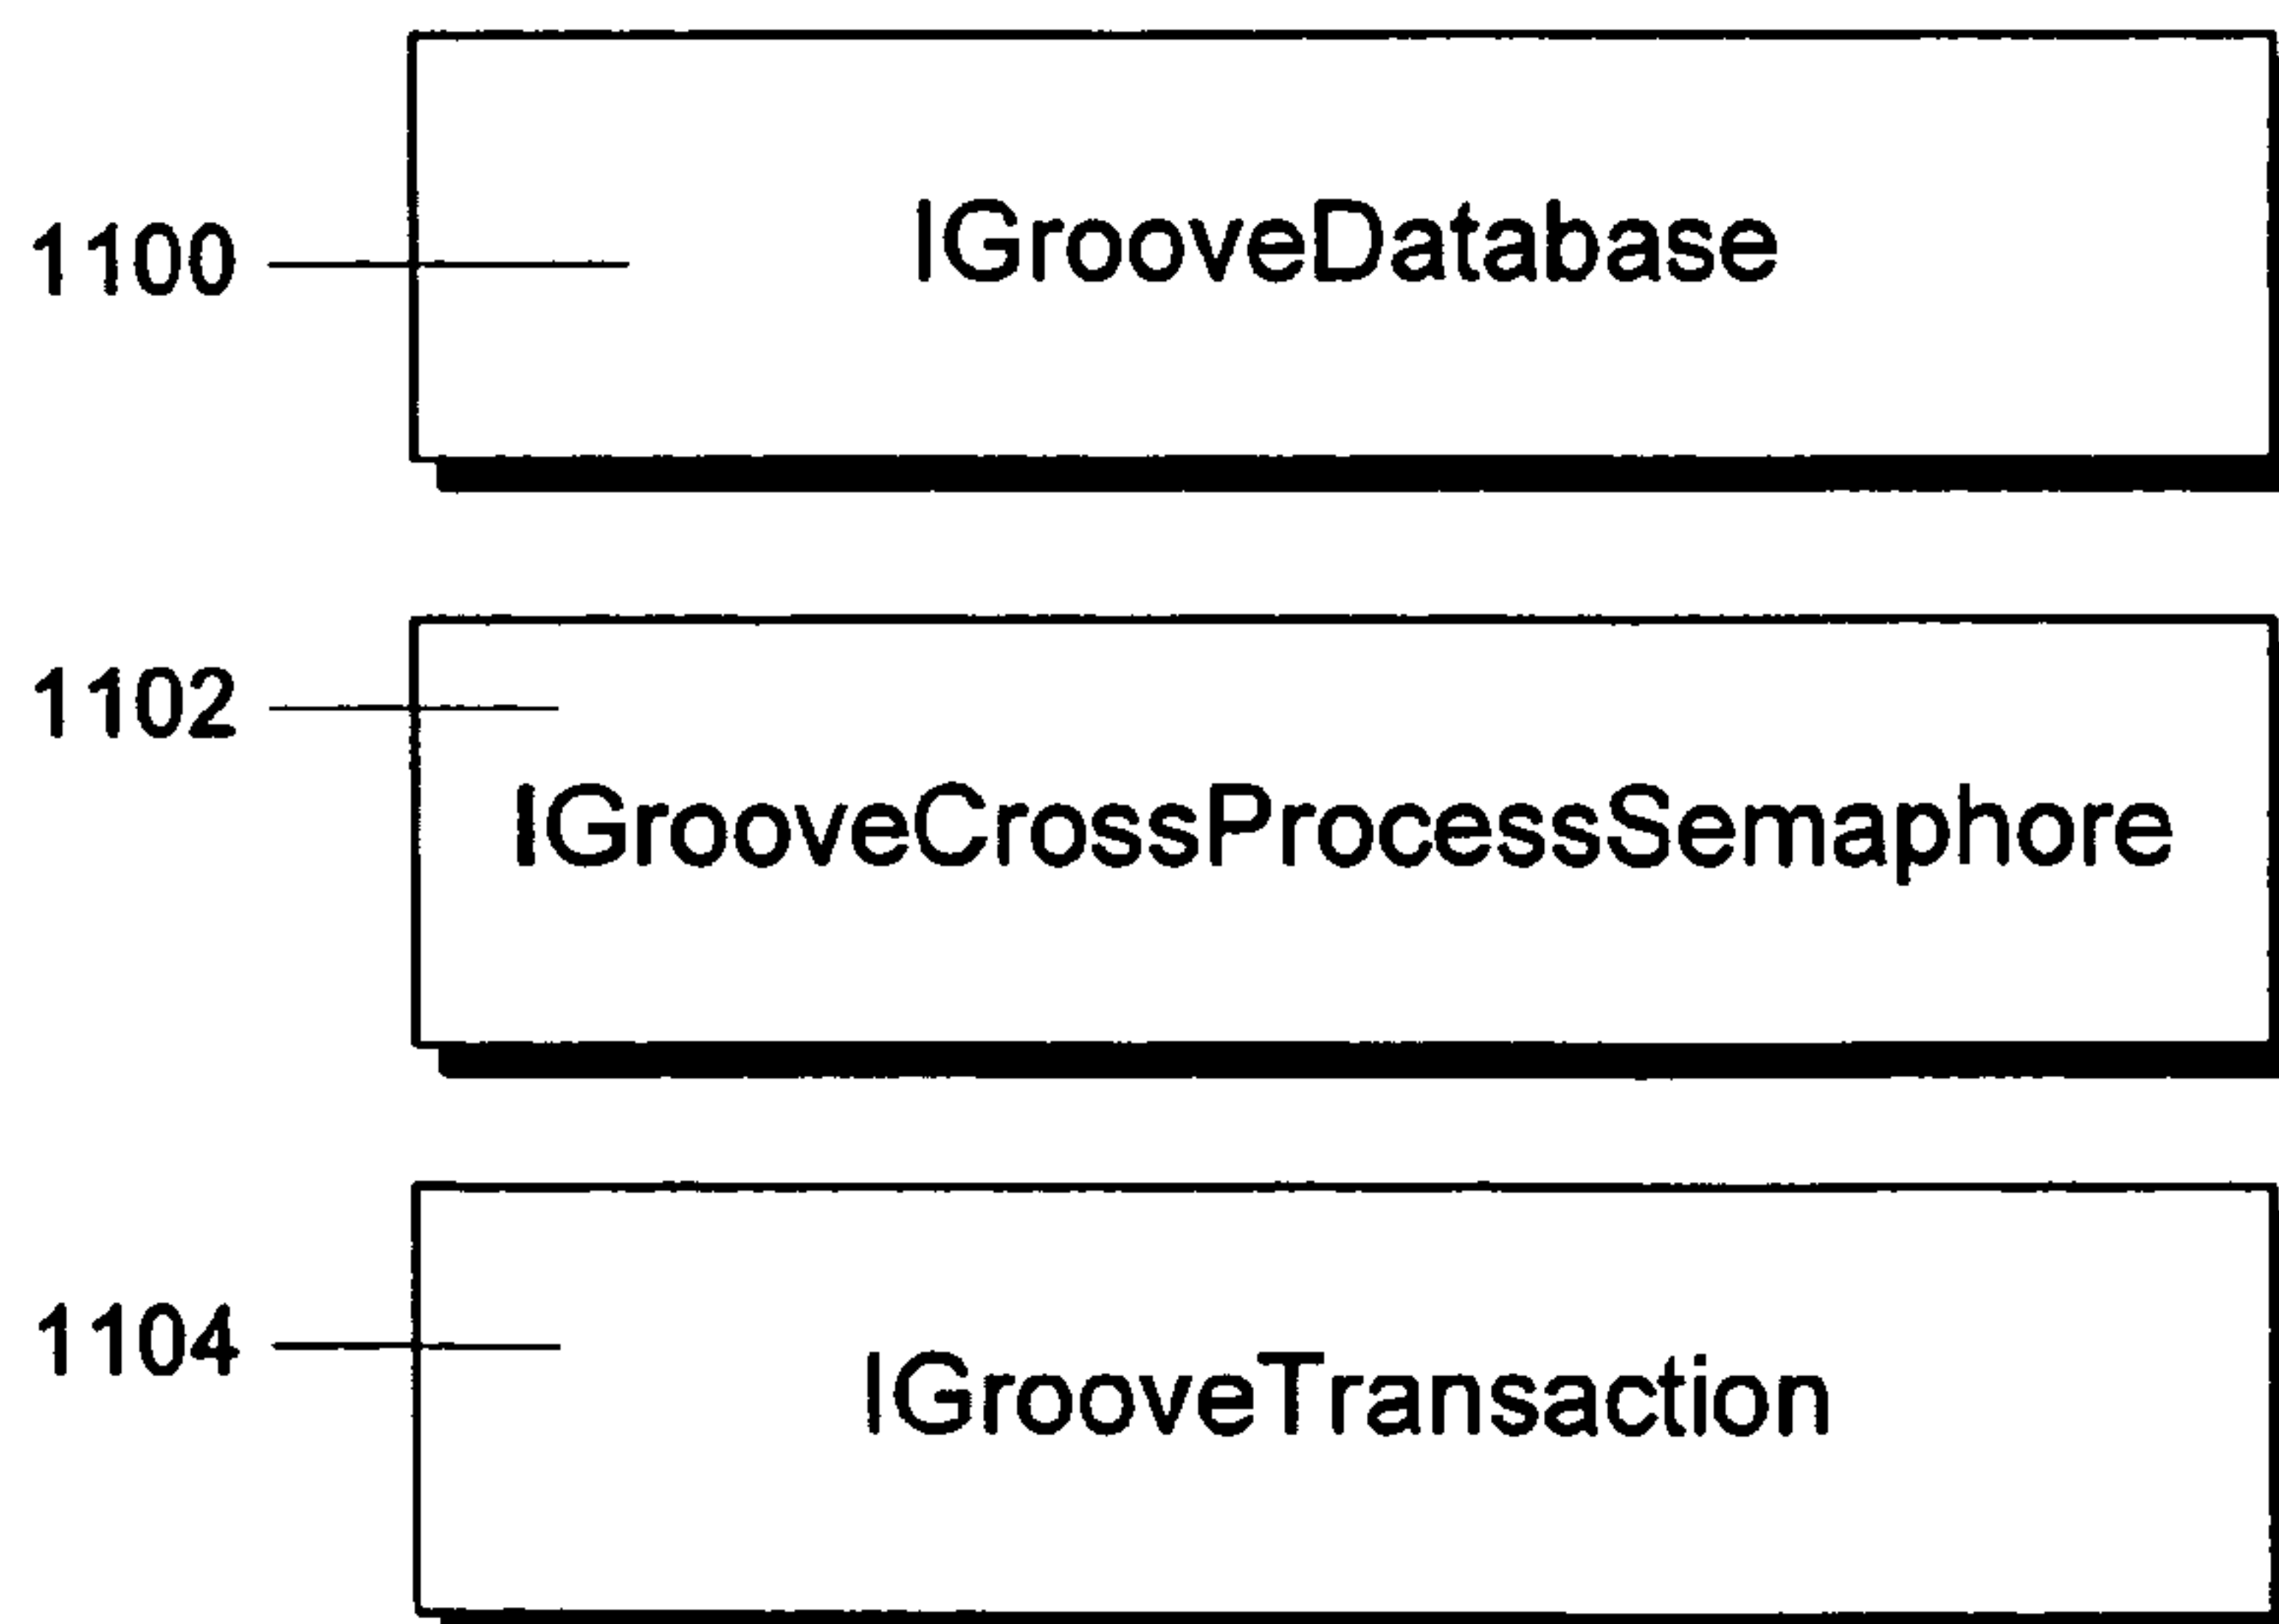 1100
IGrooveDatabase
1102
IGrooveCrossProcessSemaphore
1104
IGrooveTransaction